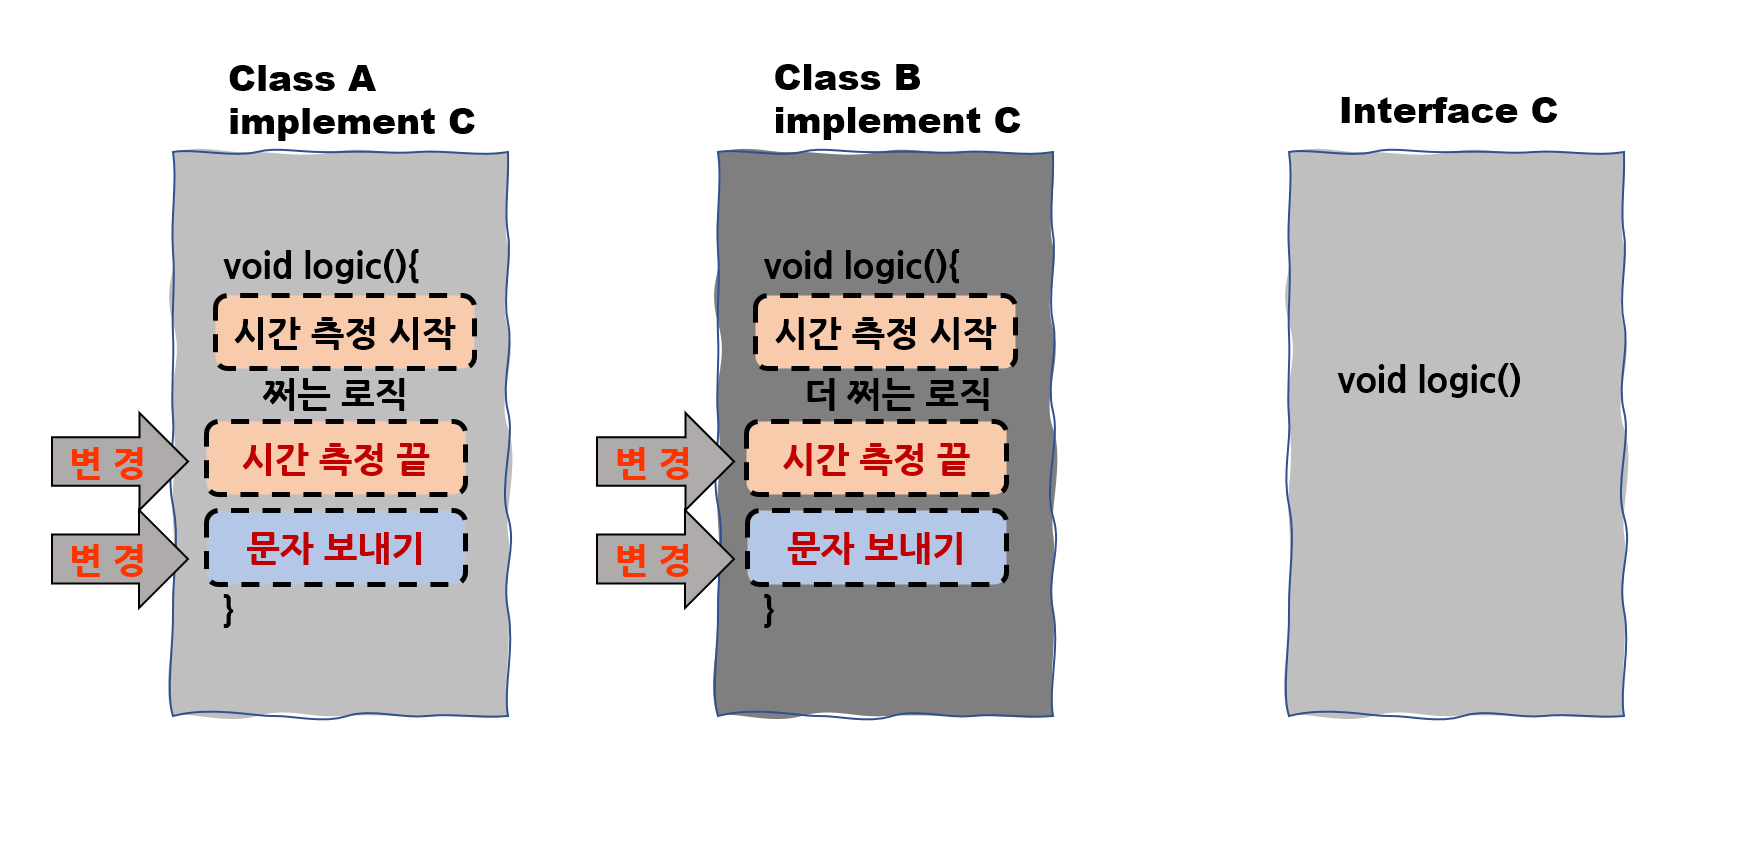 Class A
implement C
void logic(){
시간 측정 시작
쩌는 로직
변 경
시간 측정 끝
변 경
문자 보내기
}
Class B
implement C
void logic(){
시간 측정 시작
더 쩌는 로직
변 경
시간 측정 끝
변 경
문자 보내기
}
Interface C
void logic()